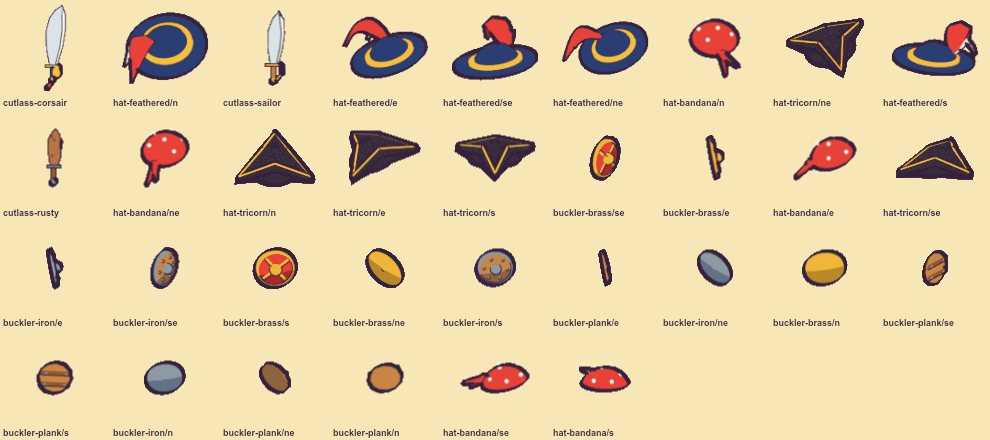 cutlass-corsair hat-feathered/n cutlass-sailor hat-feathered/e hat-feathered/se hat-feathered/ne hat-bandana/n hat-tricorn/ne hat-feathered/s
cutlass-rusty hat-bandana/ne hat-tricorn/n hat-tricorn/e hat-tricorn/s buckler-brass/se buckler-brass/e hat-bandana/e hat-tricorn/se
buckler-iron/e buckler-iron/se buckler-brass/s buckler-brass/ne buckler-iron/s buckler-plank/e buckler-iron/ne buckler-brass/n buckler-plank/se
buckler-plank/s buckler-iron/n buckler-plank/ne buckler-plank/n hat-bandana/se hat-bandana/s